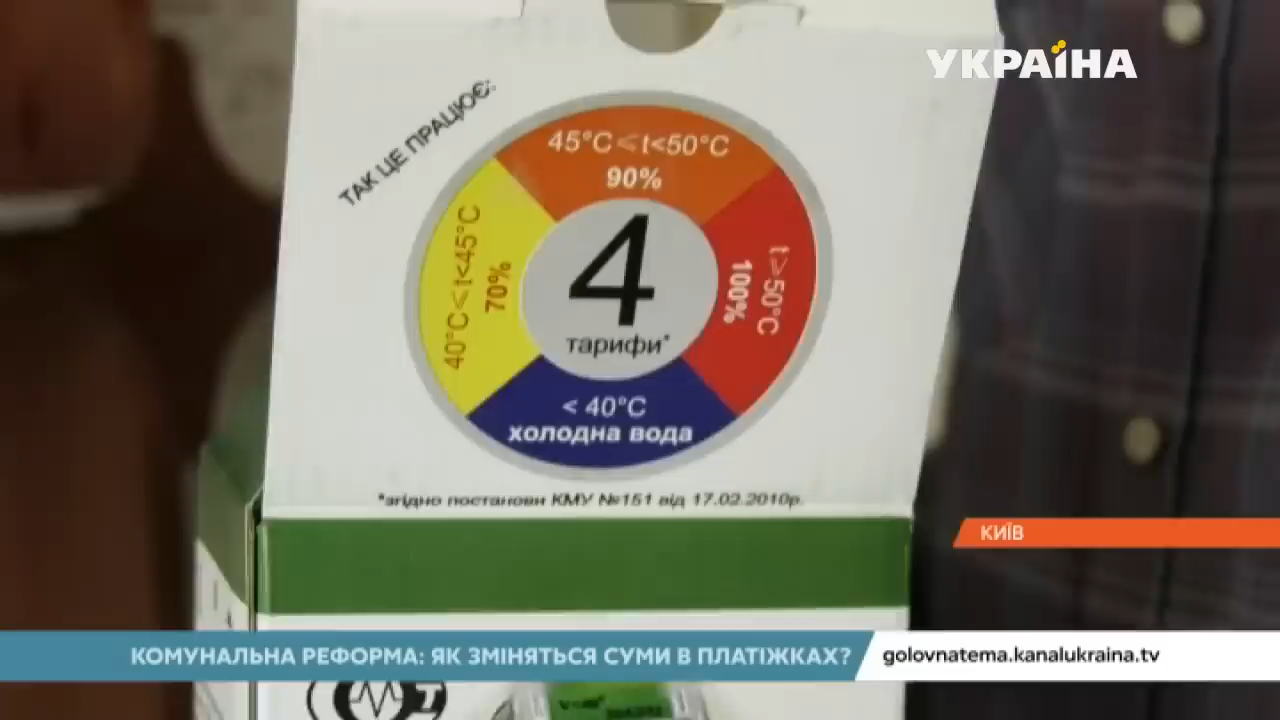 УКРАЇНА
ТАК ЦЕ ПРАЦЮЄ:
45°C<t<50°C
90%
40°C<t<45°C
70%
t>50°C
100%
4
тарифи*
< 40°C
холодна вода
*згідно постанови КМУ №151 від 17.02.2010р.
КИЇВ
КОМУНАЛЬНА РЕФОРМА: ЯК ЗМІНЯТЬСЯ СУМИ В ПЛАТІЖКАХ?
golovnatema.kanalukraina.tv